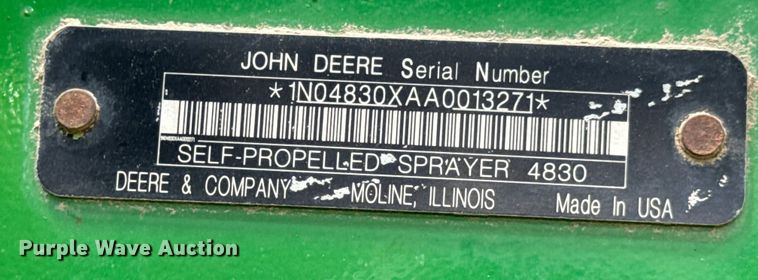 JOHN DEERE Serial Number
*1N04830XAA0013271*
SELF-PROPELLED SPRAYER 4830
DEERE & COMPANY MOLINE, ILLINOIS Made In USA
Purple Wave Auction